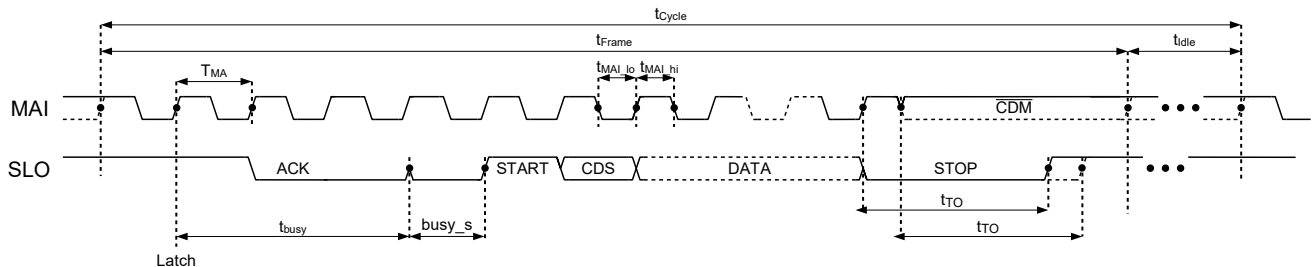 tCycle
tFrame
tIdle
TMA
tMAI_lo
tMAI_hi
MAI
CDM
SLO
ACK
START
CDS
DATA
STOP
tTO
tbusy
busy_s
tTO
Latch